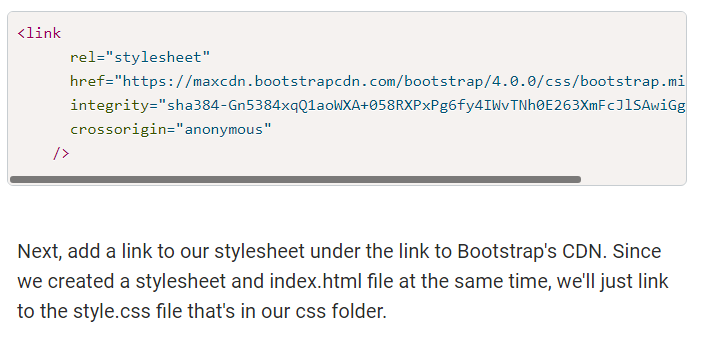 <link
rel="stylesheet"
href="https://maxcdn.bootstrapcdn.com/bootstrap/4.0.0/css/bootstrap.mi
integrity="sha384-Gn5384xqQ1aoWXA+058RXPxPg6fy4IWvTNh0E263XmFcJlSAwiGg
crossorigin="anonymous"
/>
Next, add a link to our stylesheet under the link to Bootstrap's CDN. Since
we created a stylesheet and index.html file at the same time, we'll just link
to the style.css file that's in our css folder.